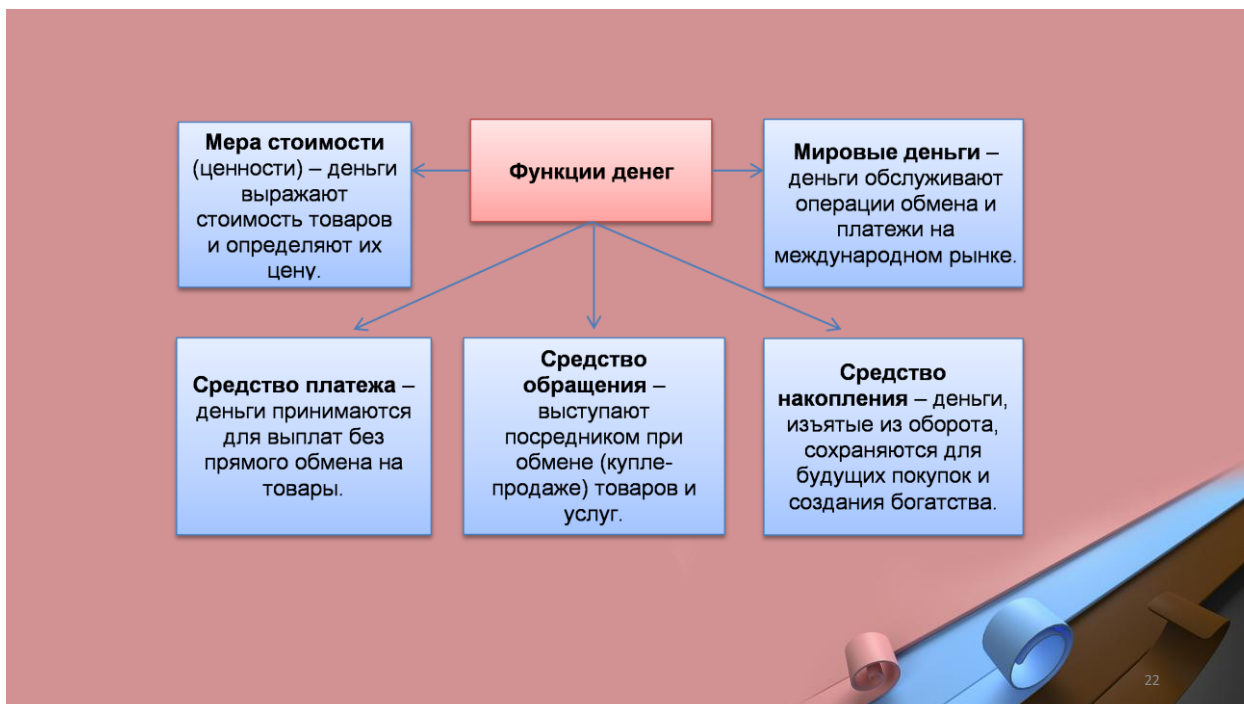 Мера стоимости
(ценности) – деньги
выражают
стоимость товаров
и определяют их
цену.
Функции денег
Мировые деньги –
деньги обслуживают
операции обмена и
платежи на
международном рынке.
Средство платежа –
деньги принимаются
для выплат без
прямого обмена на
товары.
Средство
обращения –
выступают
посредником при
обмене (купле-
продаже) товаров и
услуг.
Средство
накопления – деньги,
изъятые из оборота,
сохраняются для
будущих покупок и
создания богатства.
22